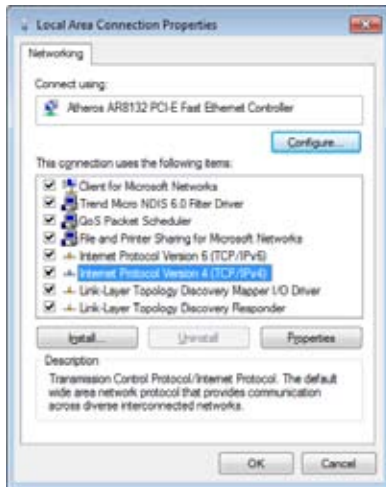 Local Area Connection Properties
Networking
Connect using:
Atheros AR8132 PCI-E Fast Ethernet Controller
Configure...
This connection uses the following items:
Client for Microsoft Networks
Trend Micro NDIS 6.0 Filter Driver
QoS Packet Scheduler
File and Printer Sharing for Microsoft Networks
Internet Protocol Version 6 (TCP/IPv6)
Internet Protocol Version 4 (TCP/IPv4)
Link-Layer Topology Discovery Mapper I/O Driver
Link-Layer Topology Discovery Responder
Install...
Uninstall
Properties
Description
Transmission Control Protocol/Internet Protocol. The default
wide area network protocol that provides communication
across diverse interconnected networks.
OK
Cancel